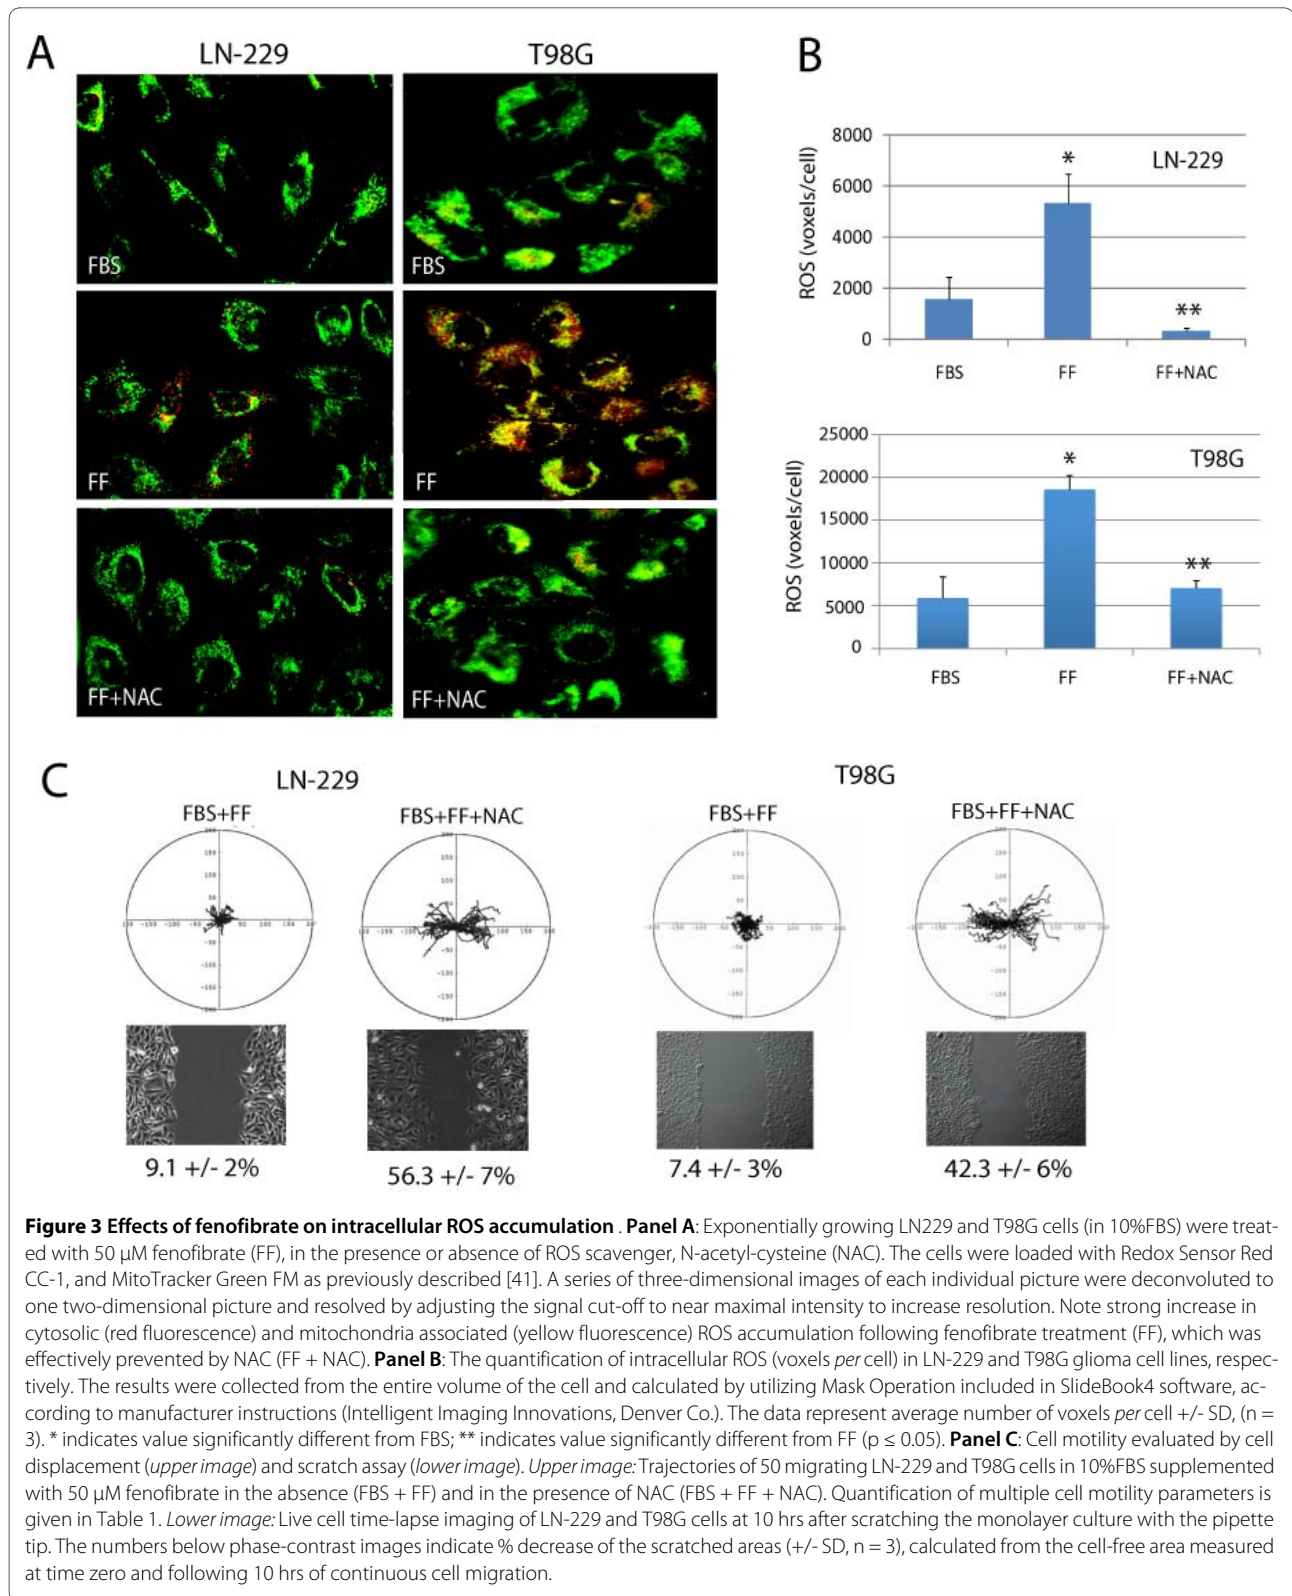 A
LN-229
T98G
FBS
FBS
FF
FF
FF+NAC
FF+NAC
B
8000
6000
4000
2000
0
ROS (voxels/cell)
LN-229
*
**
FBS
FF
FF+NAC
25000
20000
15000
10000
5000
0
ROS (voxels/cell)
T98G
*
**
FBS
FF
FF+NAC
C
LN-229
T98G
FBS+FF
FBS+FF+NAC
FBS+FF
FBS+FF+NAC
9.1 +/- 2%
56.3 +/- 7%
7.4 +/- 3%
42.3 +/- 6%
Figure 3 Effects of fenofibrate on intracellular ROS accumulation . Panel A: Exponentially growing LN229 and T98G cells (in 10%FBS) were treat-
ed with 50 μM fenofibrate (FF), in the presence or absence of ROS scavenger, N-acetyl-cysteine (NAC). The cells were loaded with Redox Sensor Red
CC-1, and MitoTracker Green FM as previously described [41]. A series of three-dimensional images of each individual picture were deconvoluted to
one two-dimensional picture and resolved by adjusting the signal cut-off to near maximal intensity to increase resolution. Note strong increase in
cytosolic (red fluorescence) and mitochondria associated (yellow fluorescence) ROS accumulation following fenofibrate treatment (FF), which was
effectively prevented by NAC (FF + NAC). Panel B: The quantification of intracellular ROS (voxels per cell) in LN-229 and T98G glioma cell lines, respec-
tively. The results were collected from the entire volume of the cell and calculated by utilizing Mask Operation included in SlideBook4 software, ac-
cording to manufacturer instructions (Intelligent Imaging Innovations, Denver Co.). The data represent average number of voxels per cell +/- SD, (n =
3). * indicates value significantly different from FBS; ** indicates value significantly different from FF (p ≤ 0.05). Panel C: Cell motility evaluated by cell
displacement (upper image) and scratch assay (lower image). Upper image: Trajectories of 50 migrating LN-229 and T98G cells in 10%FBS supplemented
with 50 μM fenofibrate in the absence (FBS + FF) and in the presence of NAC (FBS + FF + NAC). Quantification of multiple cell motility parameters is
given in Table 1. Lower image: Live cell time-lapse imaging of LN-229 and T98G cells at 10 hrs after scratching the monolayer culture with the pipette
tip. The numbers below phase-contrast images indicate % decrease of the scratched areas (+/- SD, n = 3), calculated from the cell-free area measured
at time zero and following 10 hrs of continuous cell migration.